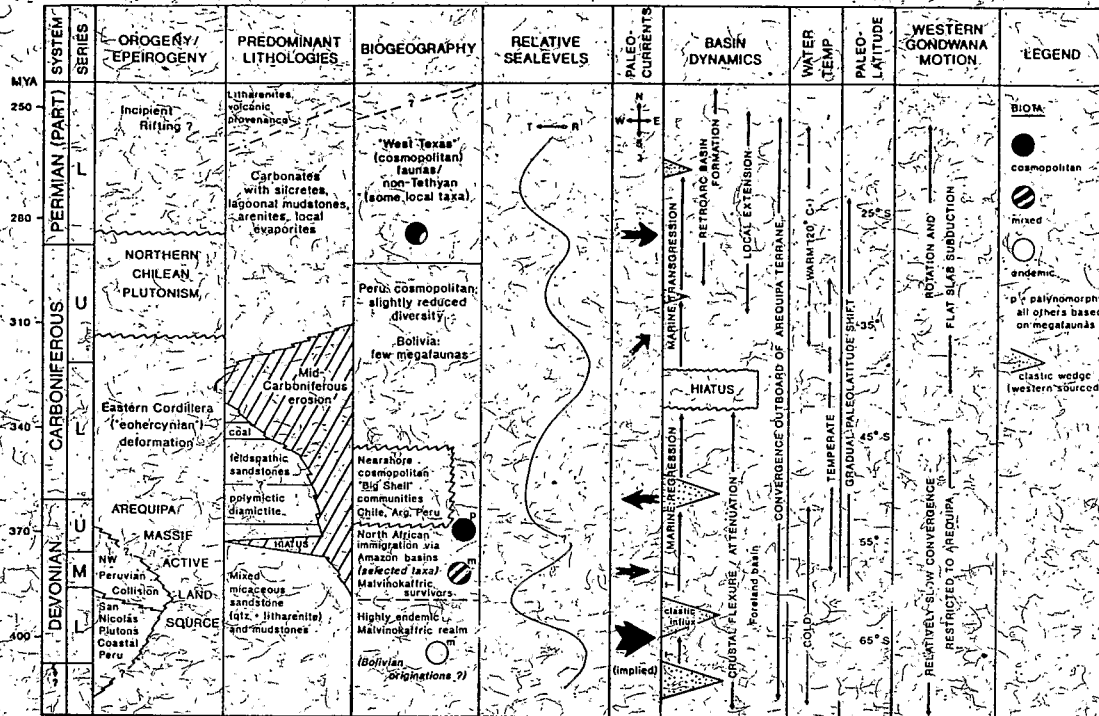 MYA
SYSTEM
SERIES
OROGENY/
EPEIROGENY
PREDOMINANT
LITHOLOGIES
BIOGEOGRAPHY
RELATIVE
SEALEVELS
PALEO-
CURRENTS
BASIN
DYNAMICS
WATER
TEMP
PALEO-
LATITUDE
WESTERN
GONDWANA
MOTION
LEGEND
250
280
310
340
370
400
PERMIAN (PART)
CARBONIFEROUS
DEVONIAN
L
U
L
U
M
L
Incipient
Rifting ?
NORTHERN
CHILEAN
PLUTONISM
Eastern Cordillera
("eohercynian")
deformation
AREQUIPA/
MASSIF
ACTIVE
LAND
SOURCE
NW
Peruvian
Collision
San
Nicolás
Plutons
Coastal
Peru
Litharenites,
volcanic
provenance
Carbonates
with silcretes,
lagoonal mudstones,
arenites, local
evaporites
Mid-
Carboniferous
erosion
coal
feldspathic
sandstones
polymictic
diamictite
HIATUS
Mixed
micaceous
sandstone
(qtz. + litharenite)
and mudstones
?
"West Texas"
(cosmopolitan)
faunas/
non-Tethyan
(some local taxa)
Peru: cosmopolitan,
slightly reduced
diversity
Bolivia:
few megafaunas
Nearshore
cosmopolitan
"Big Shell"
communities
Chile, Arg, Peru
P
North African
immigration via
Amazon basins
(selected taxa)
Malvinokaffric
survivors
m
Highly endemic
Malvinokaffric realm
m
(Bolivian
originations ?)
T R
N
W E
S
(implied)
MARINE TRANSGRESSION
(MARINE REGRESSION
T
T
clastic
influx
RETROARC BASIN
FORMATION
LOCAL EXTENSION
HIATUS
CRUSTAL FLEXURE, ATTENUATION
Foreland basin
CONVERGENCE OUTBOARD OF AREQUIPA TERRANE
WARM (20° C+)
TEMPERATE
COLD
GRADUAL PALEOLATITUDE SHIFT
25°S
35°
45°S
55°
65°S
ROTATION AND
FLAT SLAB SUBDUCTION
RELATIVELY SLOW CONVERGENCE
RESTRICTED TO AREQUIPA
BIOTA
cosmopolitan
mixed
endemic
p = palynomorph
all others based
on megafaunas
clastic wedge
(western sourced)